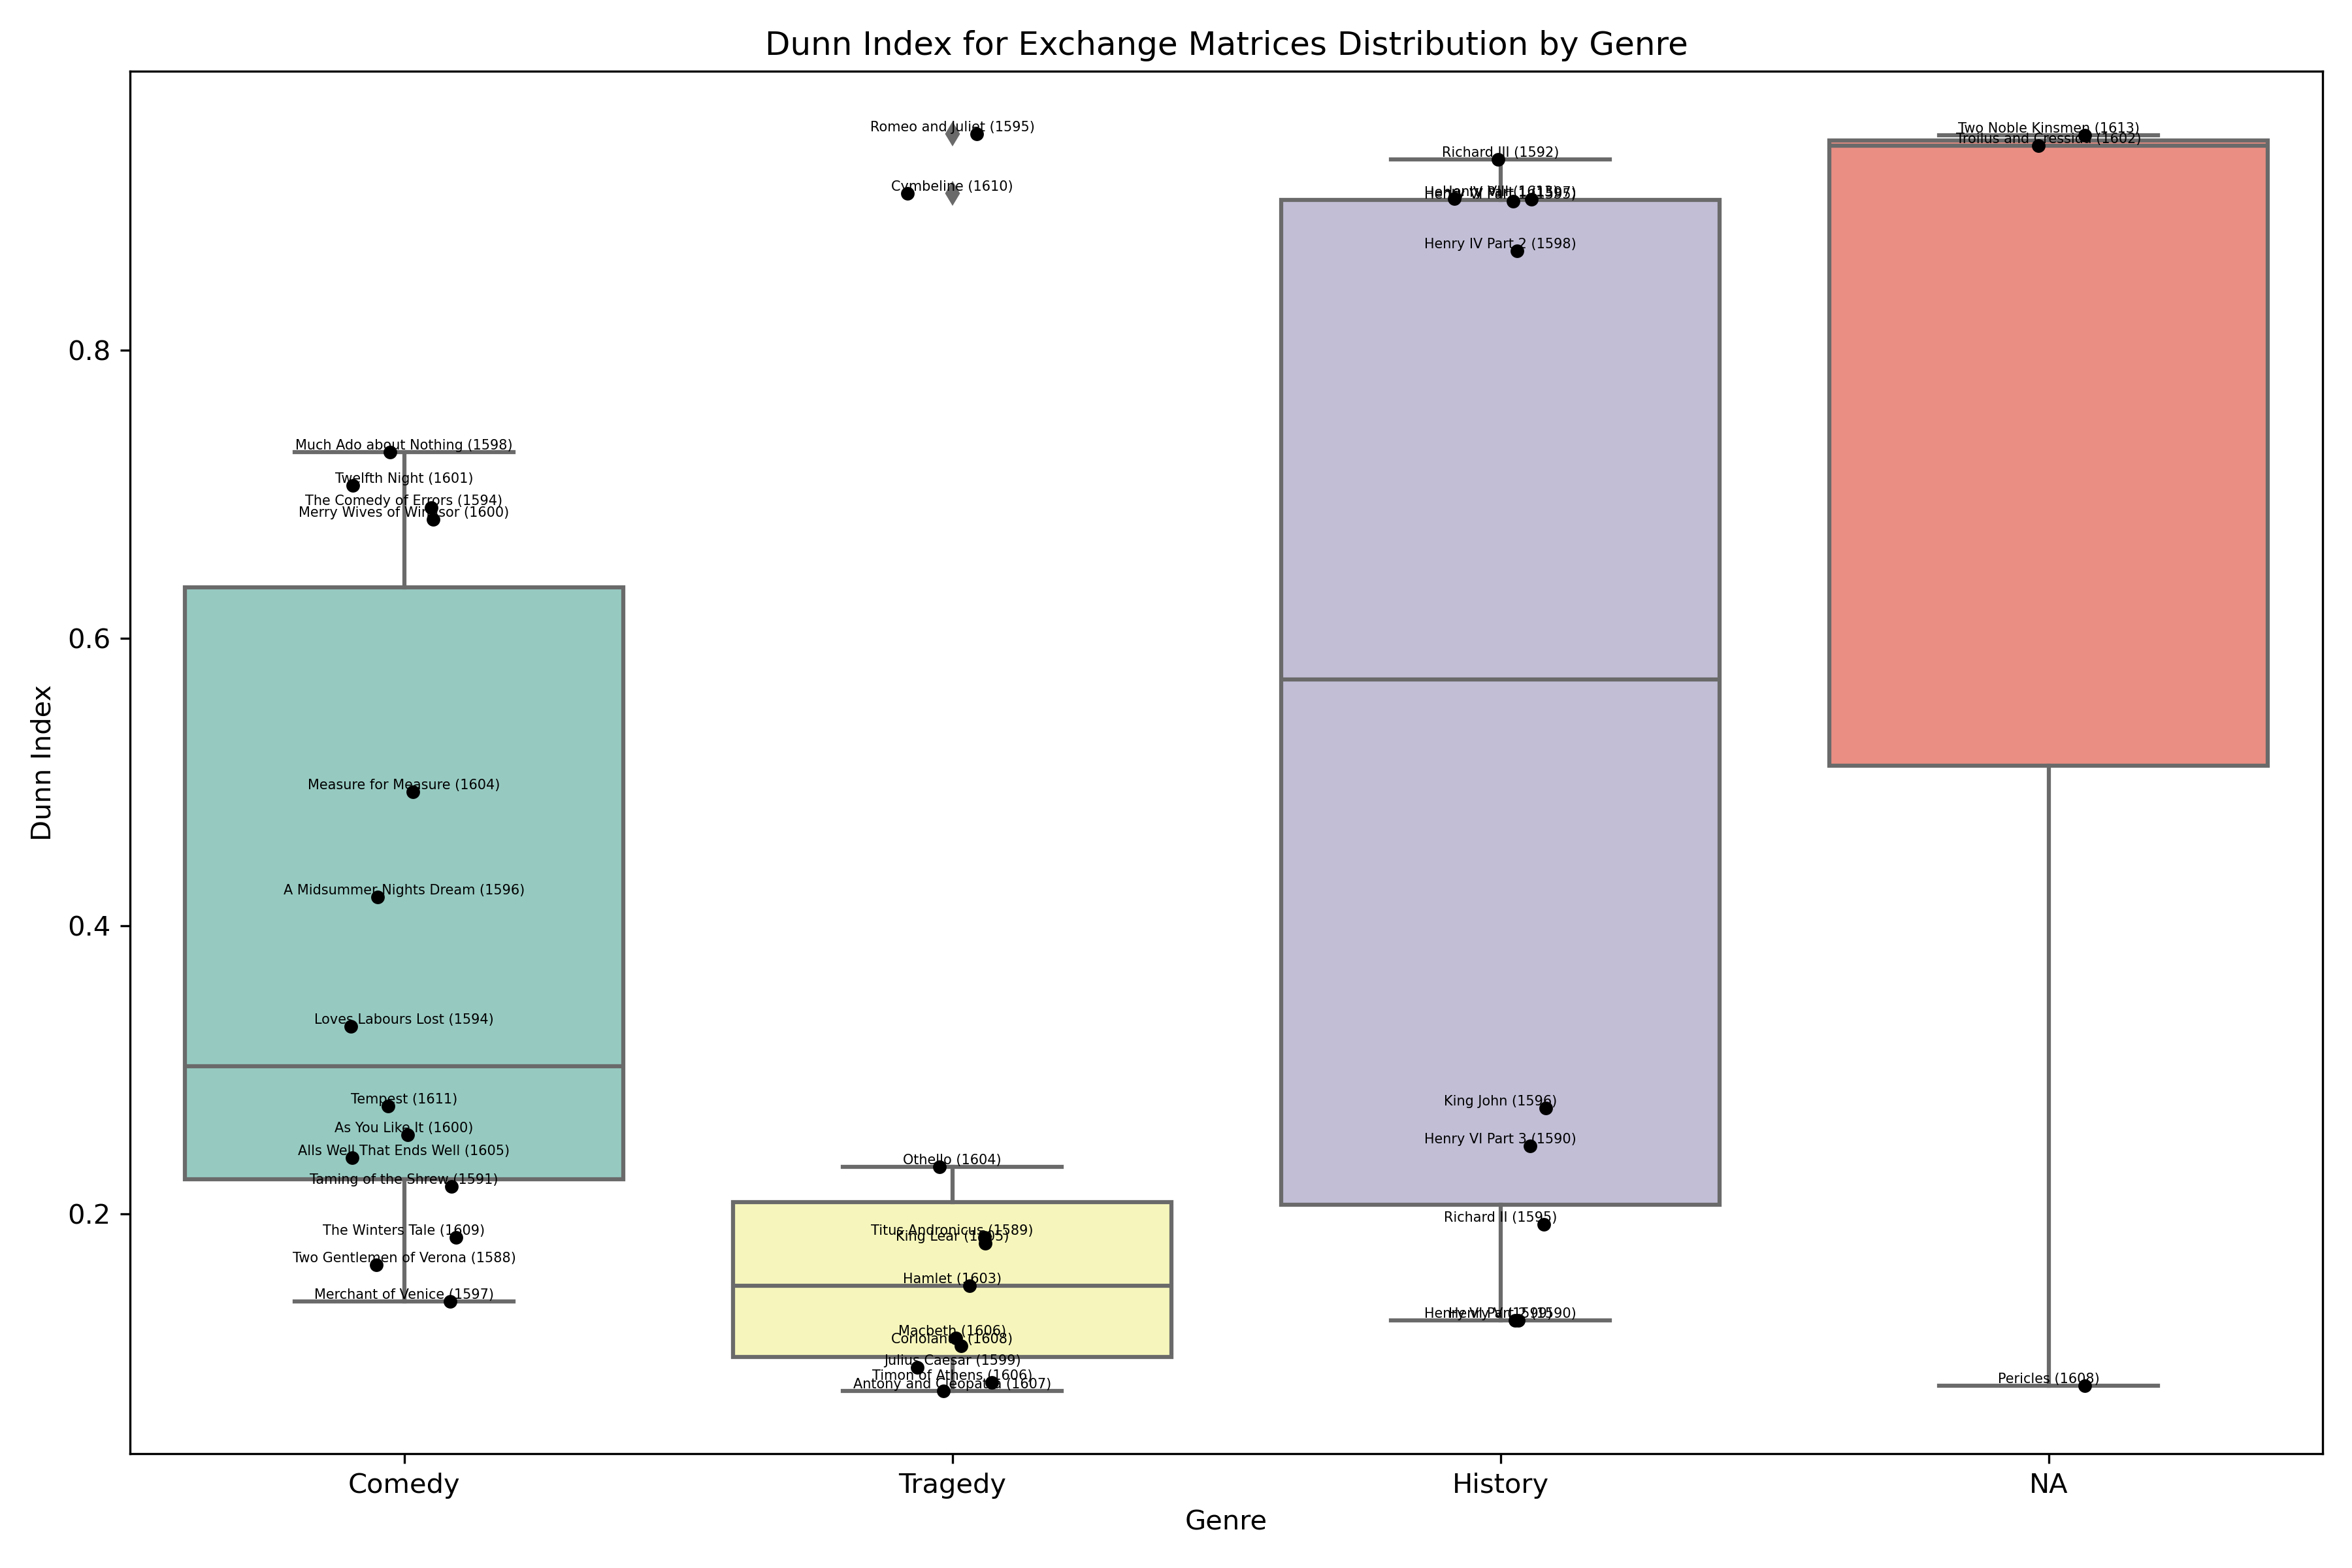 Dunn Index for Exchange Matrices Distribution by Genre
Romeo and Juliet (1595)
Two Noble Kinsmen (1613)
Troilus and Cressida (1602)
Richard III (1592)
Cymbeline (1610)
Henry IV Part 2 (1598)
0.8
Much Ado about Nothing (1598)
Twelfth Night (1601)
The Comedy of Errors (1594)
Merry Wives of Windsor (1600)
0.6
Measure for Measure (1604)
A Midsummer Nights Dream (1596)
0.4
Loves Labours Lost (1594)
Tempest (1611)
King John (1596)
As You Like It (1600)
Henry VI Part 3 (1590)
Alls Well That Ends Well (1605)
Othello (1604)
Taming of the Shrew (1591)
0.2
Richard II (1595)
The Winters Tale (1609)
Titus Andronicus (1589)
King Lear (1605)
Two Gentlemen of Verona (1588)
Hamlet (1603)
Merchant of Venice (1597)
Macbeth (1606)
Coriolanus (1608)
Julius Caesar (1599)
Timon of Athens (1606)
Antony and Cleopatra (1607)
Pericles (1608)
Dunn Index
Comedy
Tragedy
History
NA
Genre